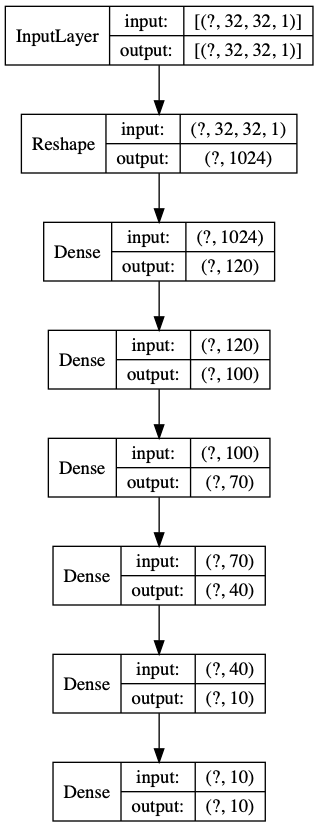 InputLayer input: [(?, 32, 32, 1)]
output: [(?, 32, 32, 1)]
Reshape input: (?, 32, 32, 1)
output: (?, 1024)
Dense input: (?, 1024)
output: (?, 120)
Dense input: (?, 120)
output: (?, 100)
Dense input: (?, 100)
output: (?, 70)
Dense input: (?, 70)
output: (?, 40)
Dense input: (?, 40)
output: (?, 10)
Dense input: (?, 10)
output: (?, 10)